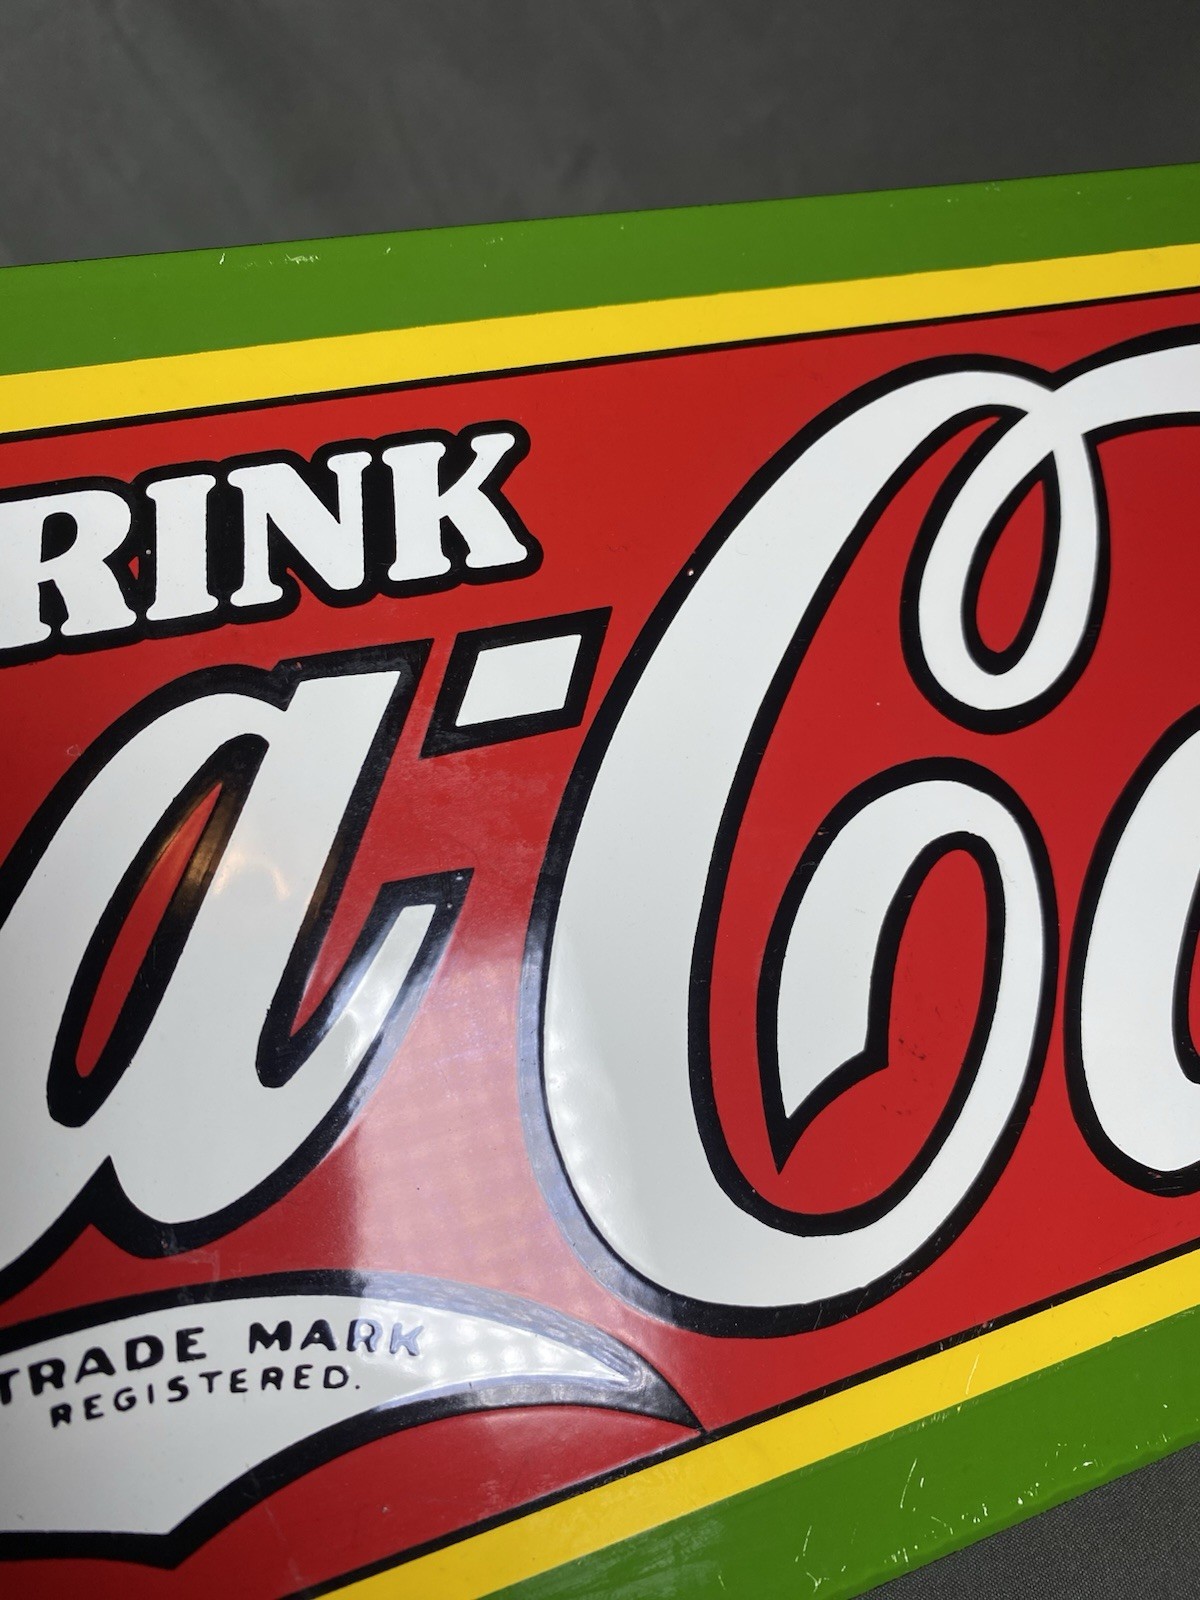 RINK
a-Co
TRADE MARK
REGISTERED.